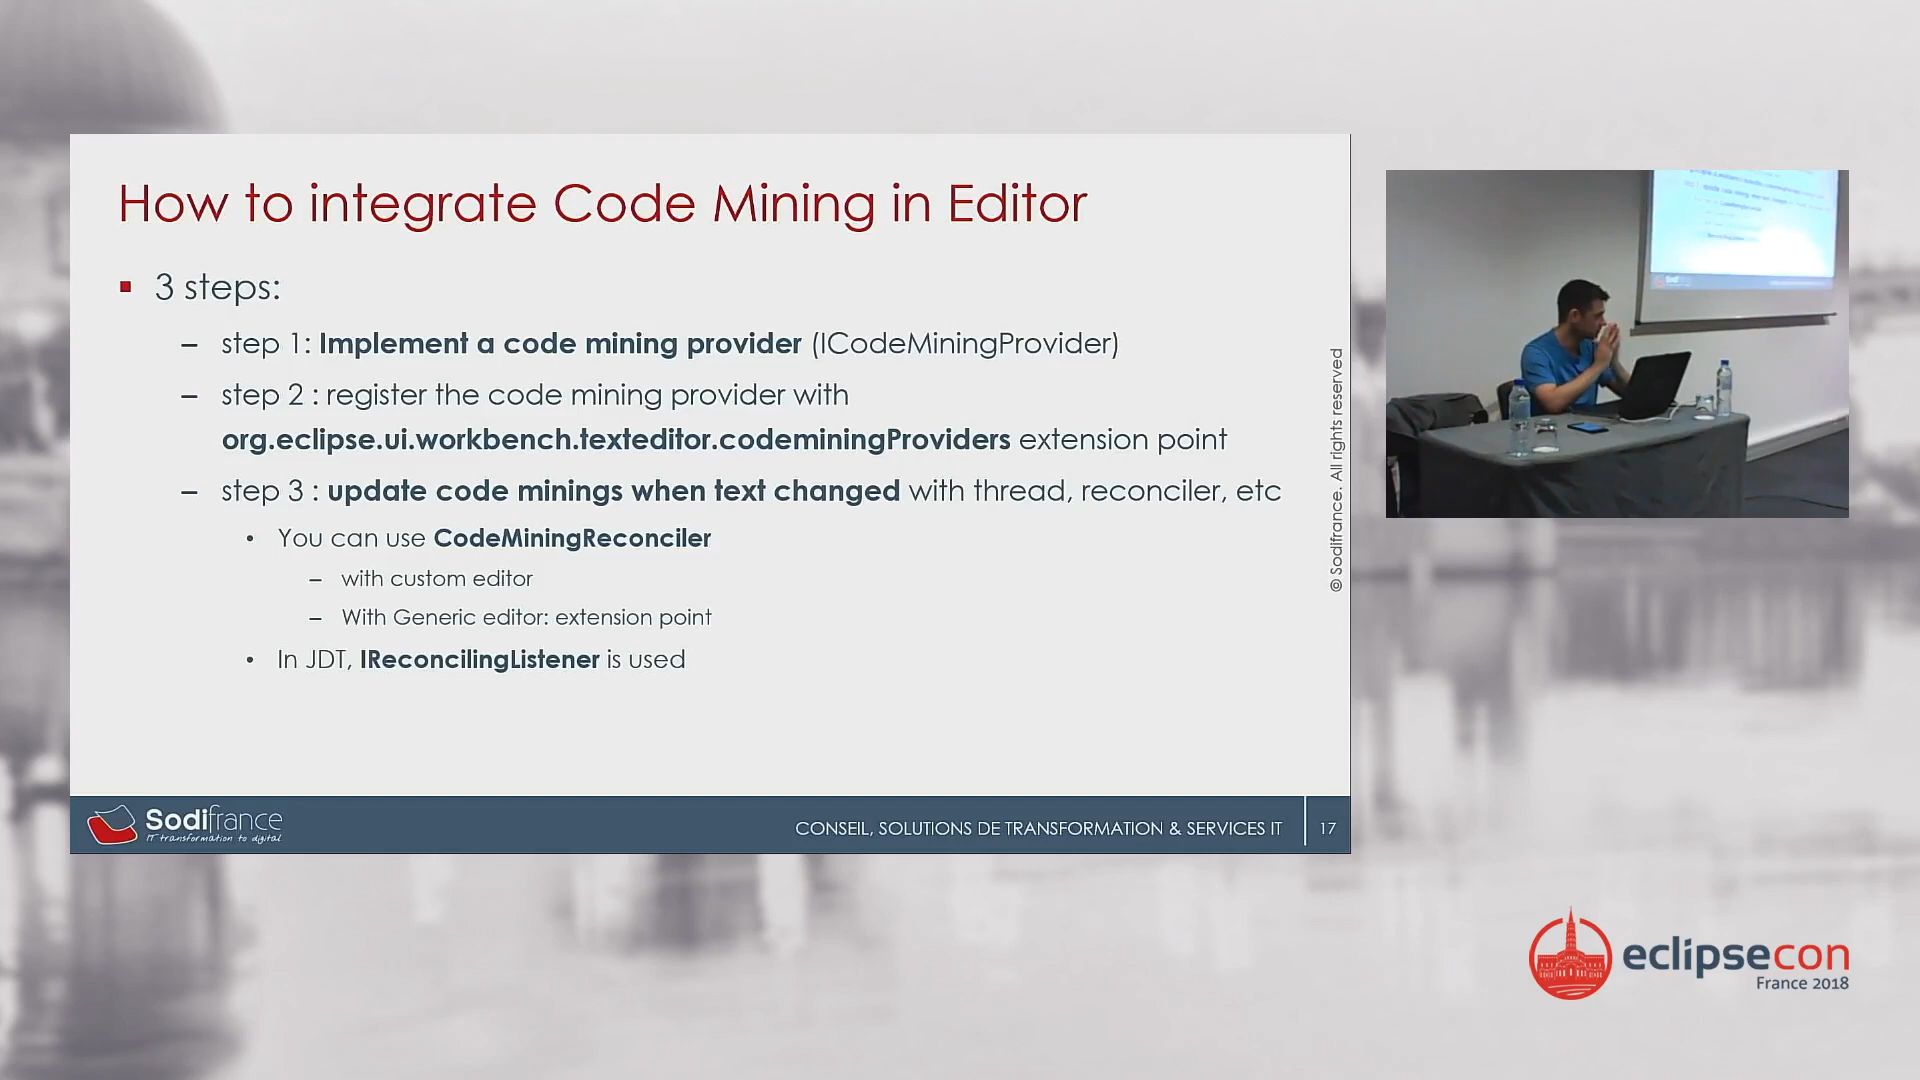 How to integrate Code Mining in Editor
3 steps:
step 1: Implement a code mining provider (ICodeMiningProvider)
step 2 : register the code mining provider with
org.eclipse.ui.workbench.texteditor.codeminingProviders extension point
step 3 : update code minings when text changed with thread, reconciler, etc
You can use CodeMiningReconciler
with custom editor
With Generic editor: extension point
In JDT, IReconcilingListener is used
© Sodifrance. All rights reserved
Sodifrance
IT transformation to digital
CONSEIL, SOLUTIONS DE TRANSFORMATION & SERVICES IT
17
eclipsecon
France 2018